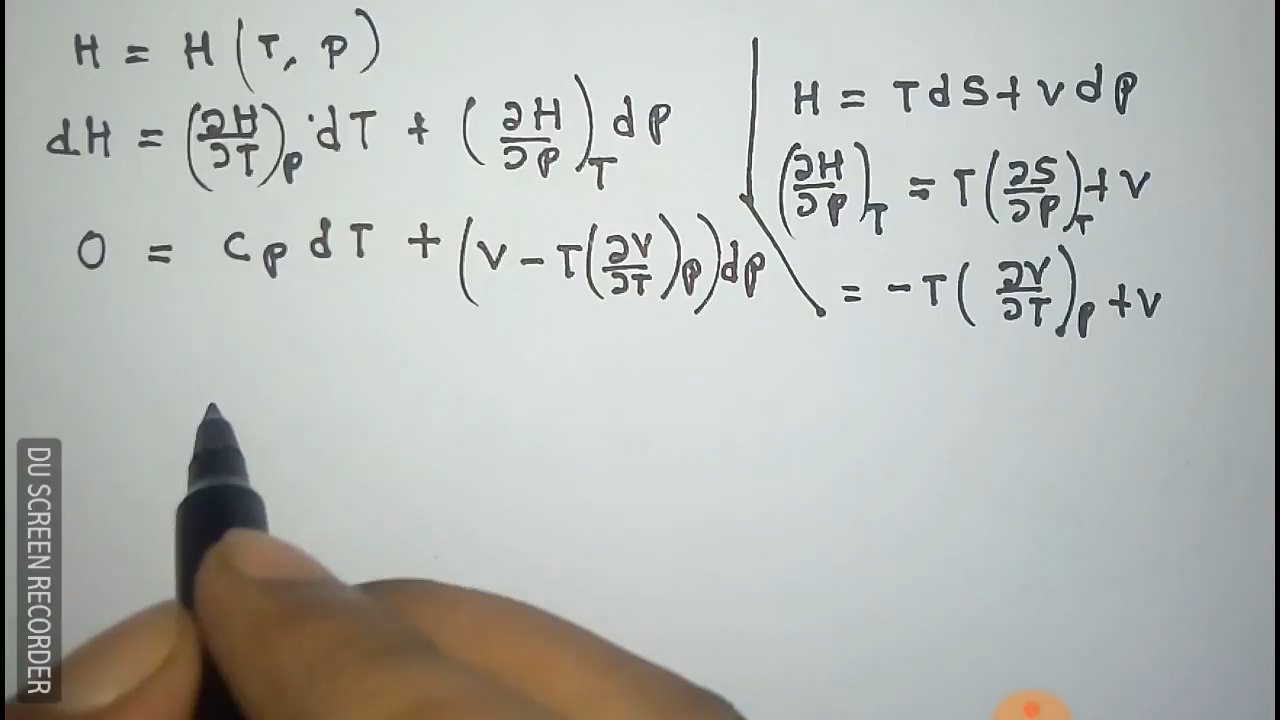 H = H(T, P)
dH = (∂H/∂T)_P · dT + (∂H/∂P)_T dP
0 = C_P dT + (V − T(∂V/∂T)_P) dP
H = TdS + VdP
(∂H/∂P)_T = T(∂S/∂P)_T + V
= −T(∂V/∂T)_P + V
DU SCREEN RECORDER